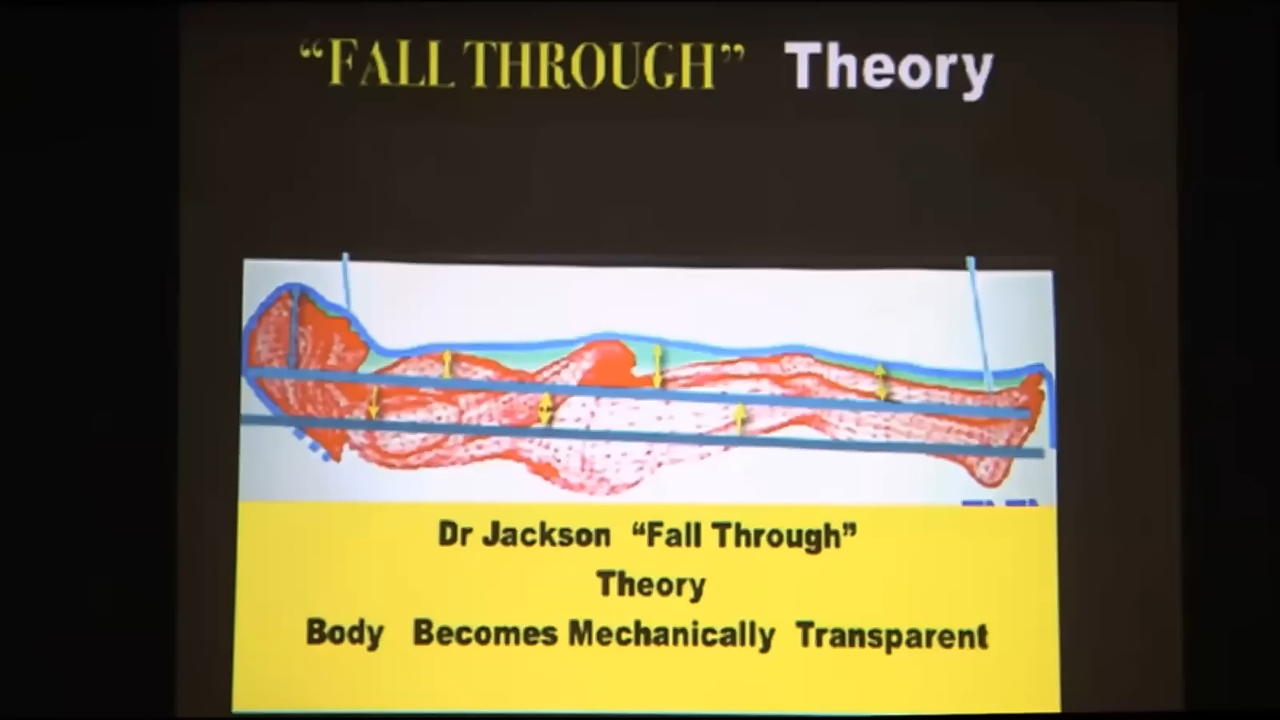 “FALL THROUGH” Theory
Dr Jackson “Fall Through”
Theory
Body Becomes Mechanically Transparent